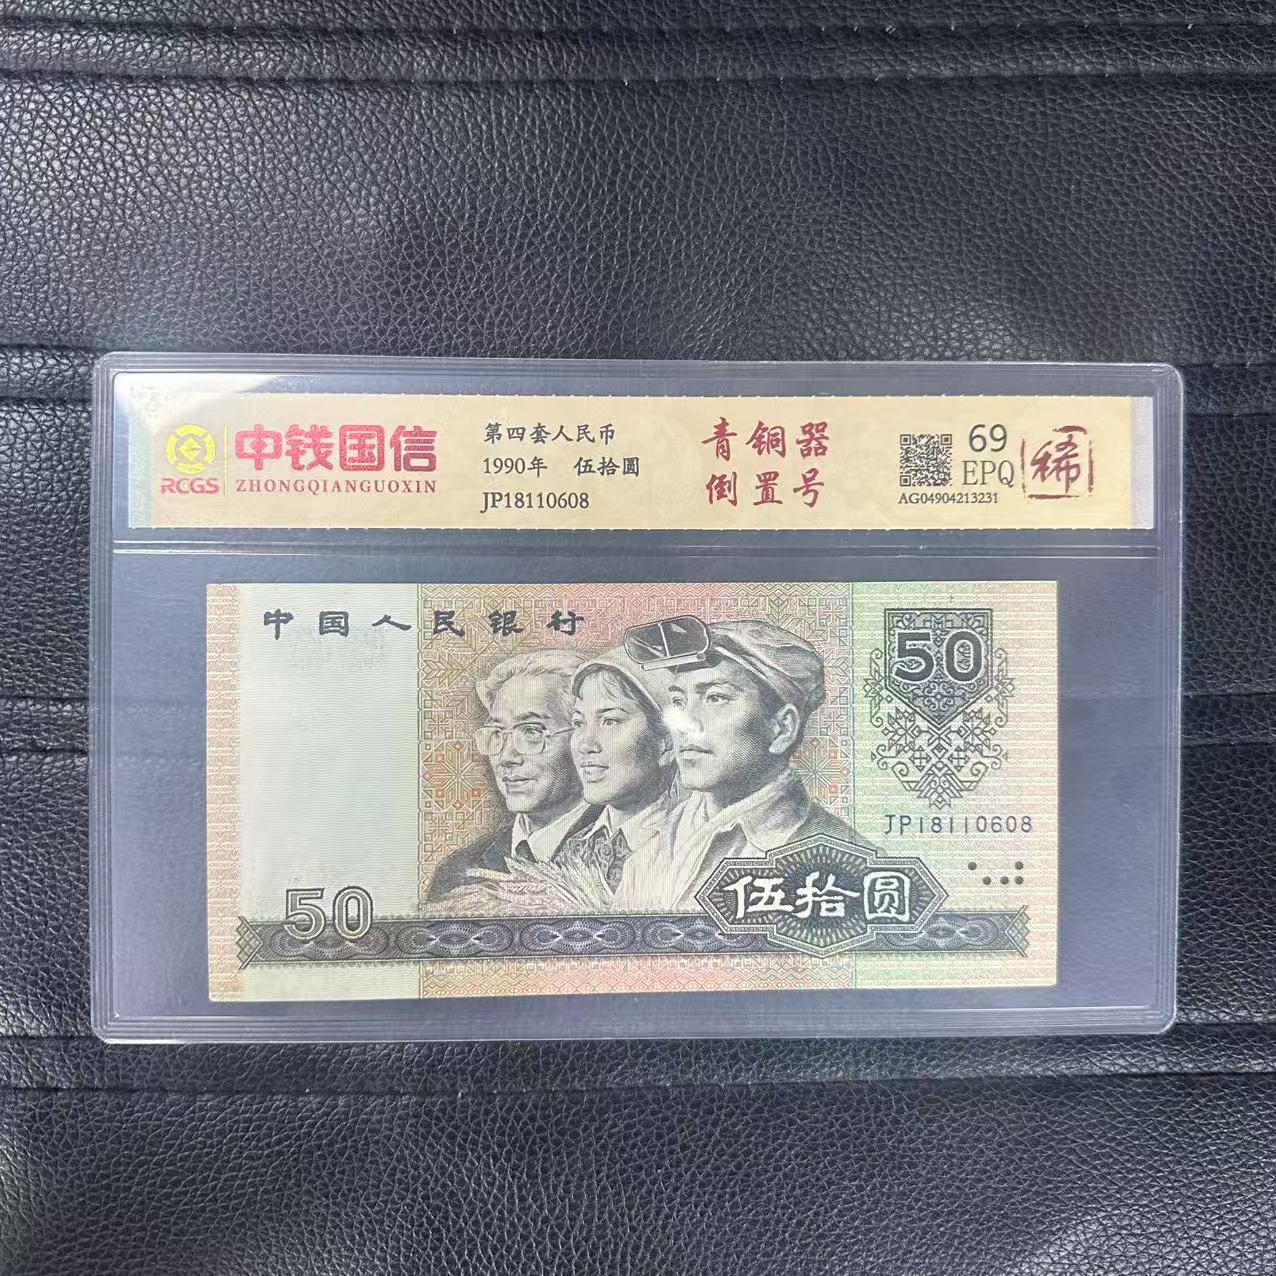 RCGS
中钱国信
ZHONGQIANGUOXIN
第四套人民币
1990年 伍拾圆
JP18110608
青铜器
倒置号
69
EPQ
AG04904213231
稀
中国人民银行
50
JP18110608
50
伍拾圆